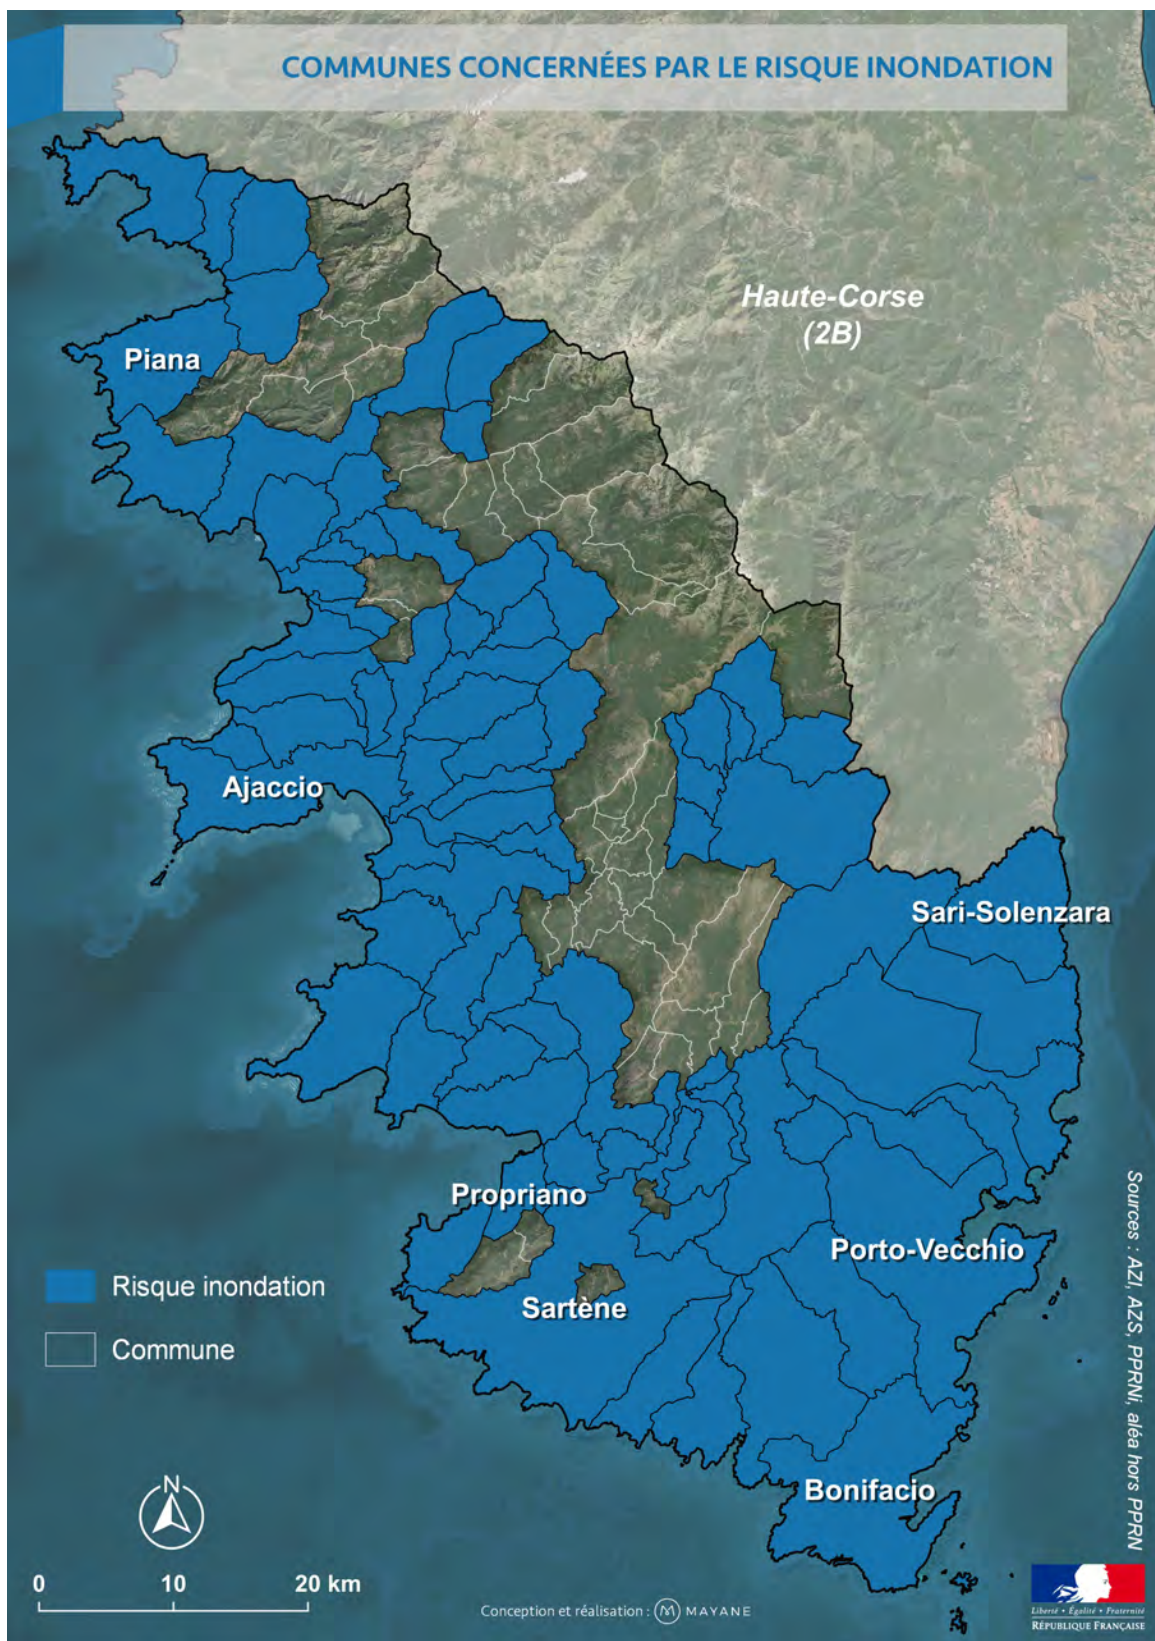 COMMUNES CONCERNÉES PAR LE RISQUE INONDATION
Haute-Corse
(2B)
Piana
Ajaccio
Sari-Solenzara
Propriano
Porto-Vecchio
Sartène
Bonifacio
Risque inondation
Commune
Sources : AZI, AZS, PPRNi, aléa hors PPRN
N
0 10 20 km
Conception et réalisation : M MAYANE
Liberté • Égalité • Fraternité
RÉPUBLIQUE FRANÇAISE